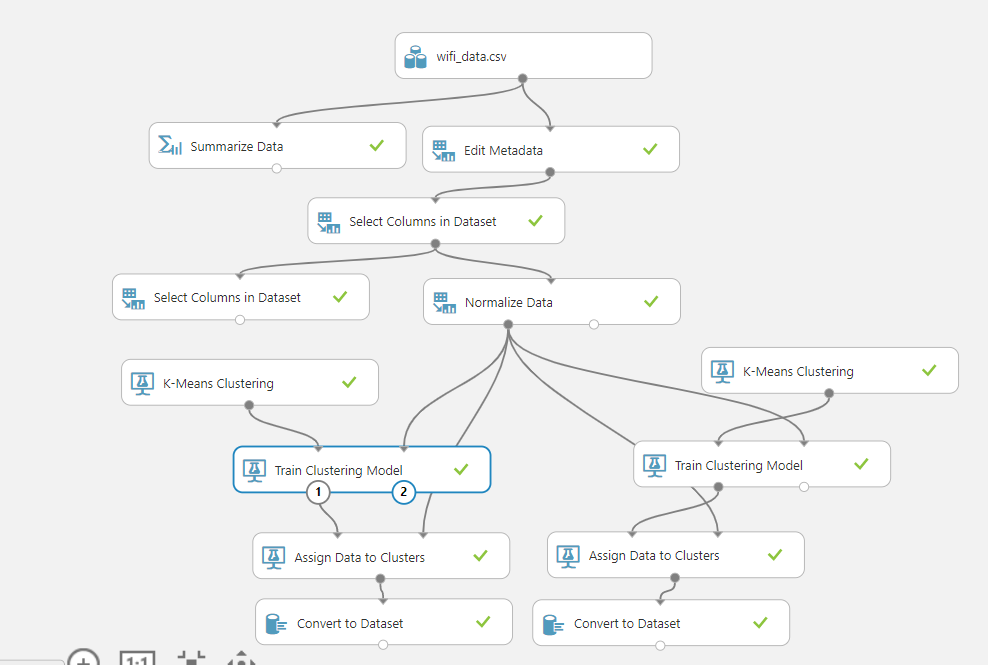 wifi_data.csv
Summarize Data
Edit Metadata
Select Columns in Dataset
Select Columns in Dataset
Normalize Data
K-Means Clustering
K-Means Clustering
Train Clustering Model
1
2
Train Clustering Model
Assign Data to Clusters
Assign Data to Clusters
Convert to Dataset
Convert to Dataset
1:1